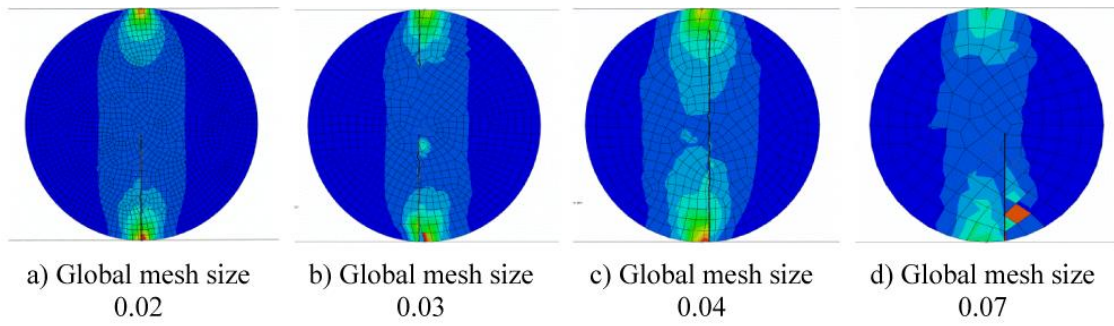 a) Global mesh size
0.02
b) Global mesh size
0.03
c) Global mesh size
0.04
d) Global mesh size
0.07